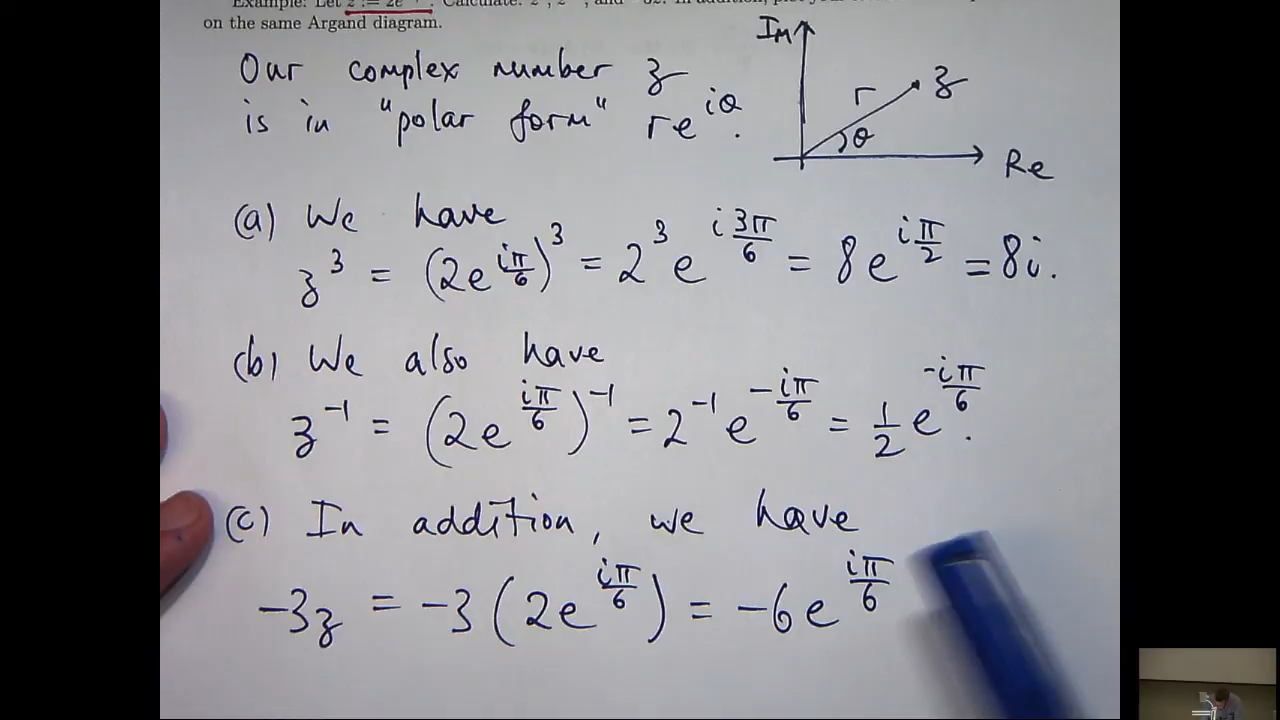 Example: Let z := 2e
on the same Argand diagram.
Im
Our complex number z
is in "polar form" re^{iθ}.
r
z
θ
Re
(a) We have
z^3 = (2e^{iπ/6})^3 = 2^3 e^{i3π/6} = 8e^{iπ/2} = 8i.
(b) We also have
z^{-1} = (2e^{iπ/6})^{-1} = 2^{-1} e^{-iπ/6} = 1/2 e^{-iπ/6}.
(c) In addition, we have
-3z = -3(2e^{iπ/6}) = -6e^{iπ/6}